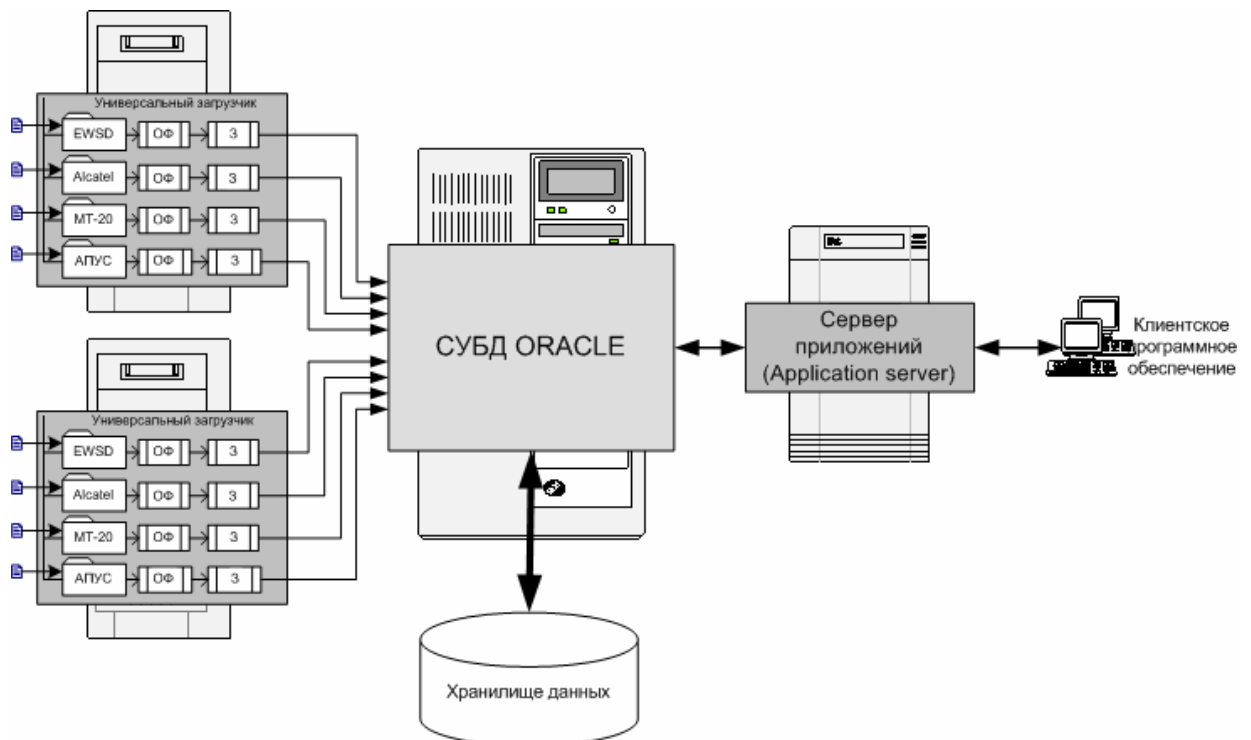 Универсальный загрузчик
EWSD ОФ З
Alcatel ОФ З
МТ-20 ОФ З
АПУС ОФ З
Универсальный загрузчик
EWSD ОФ З
Alcatel ОФ З
МТ-20 ОФ З
АПУС ОФ З
СУБД ORACLE
Хранилище данных
Сервер
приложений
(Application server)
Клиентское
программное
обеспечение